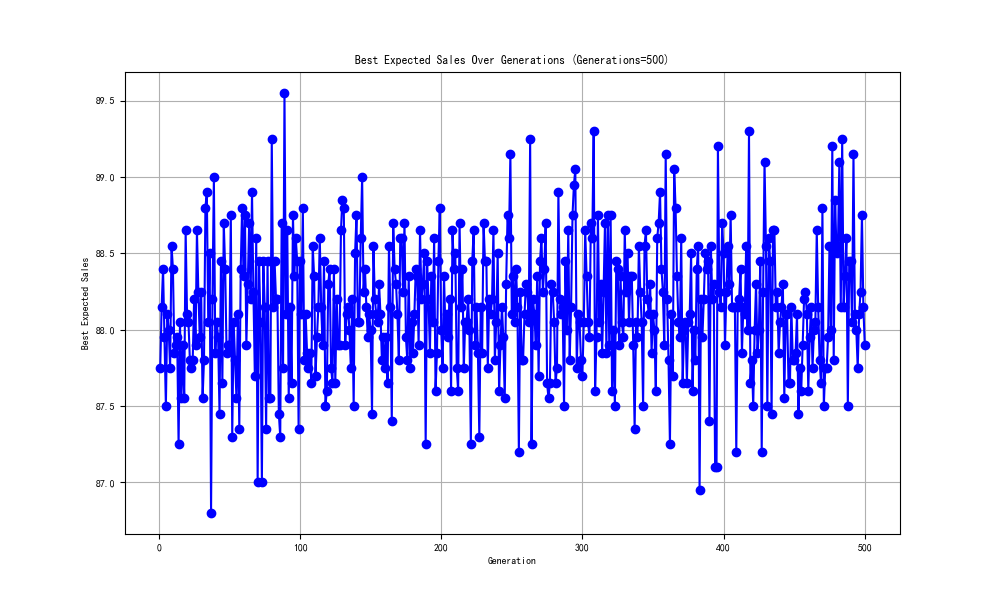 Best Expected Sales Over Generations (Generations=500)
89.5
89.0
88.5
88.0
87.5
87.0
Best Expected Sales
0 100 200 300 400 500
Generation